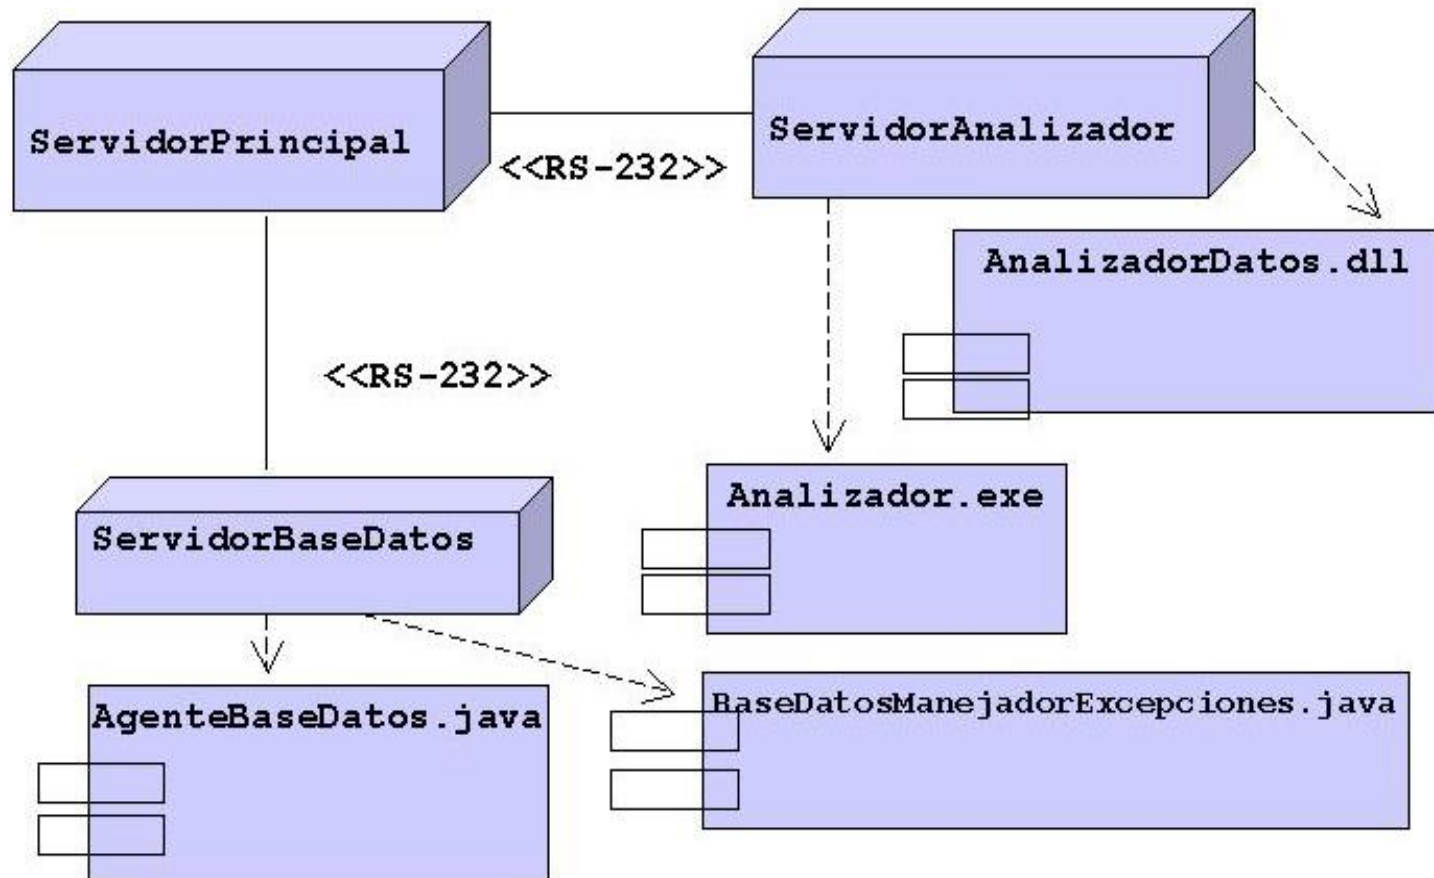 ServidorPrincipal
ServidorAnalizador
<<RS-232>>
AnalizadorDatos.dll
<<RS-232>>
Analizador.exe
ServidorBaseDatos
AgenteBaseDatos.java
BaseDatosManejadorExcepciones.java